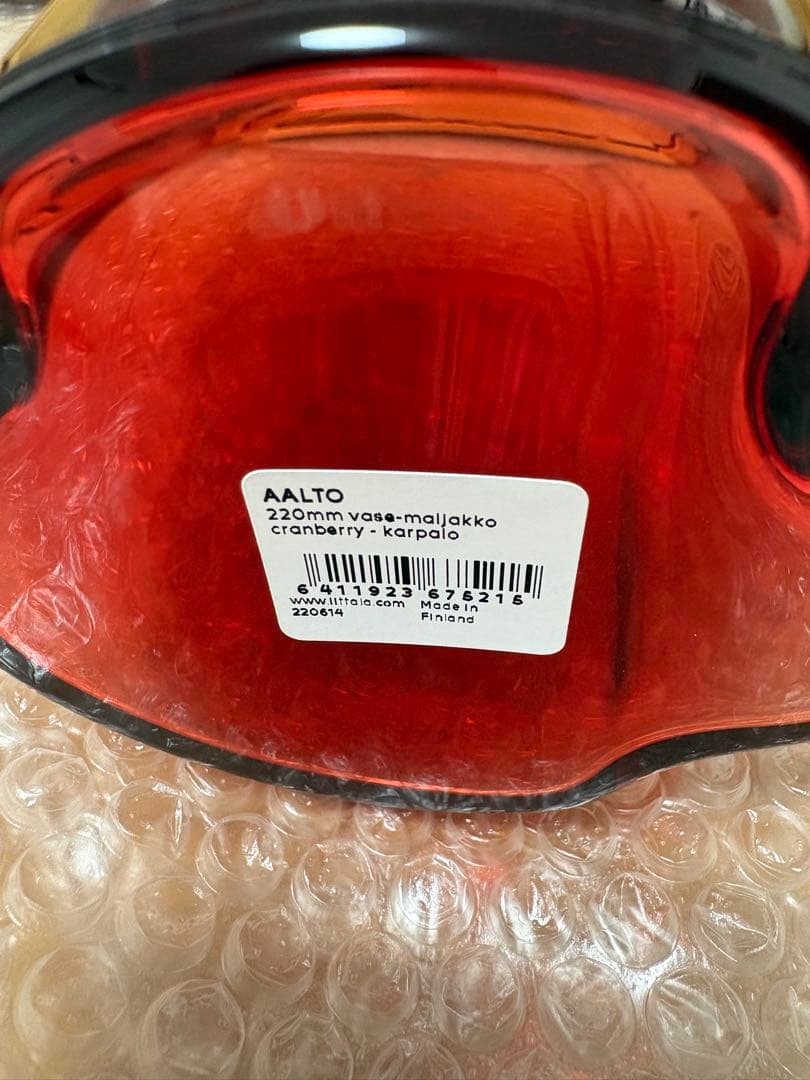 AALTO
220mm vase-maljakko
cranberry - karpalo
6 411923 675215
www.iittala.com Made in
220614 Finland